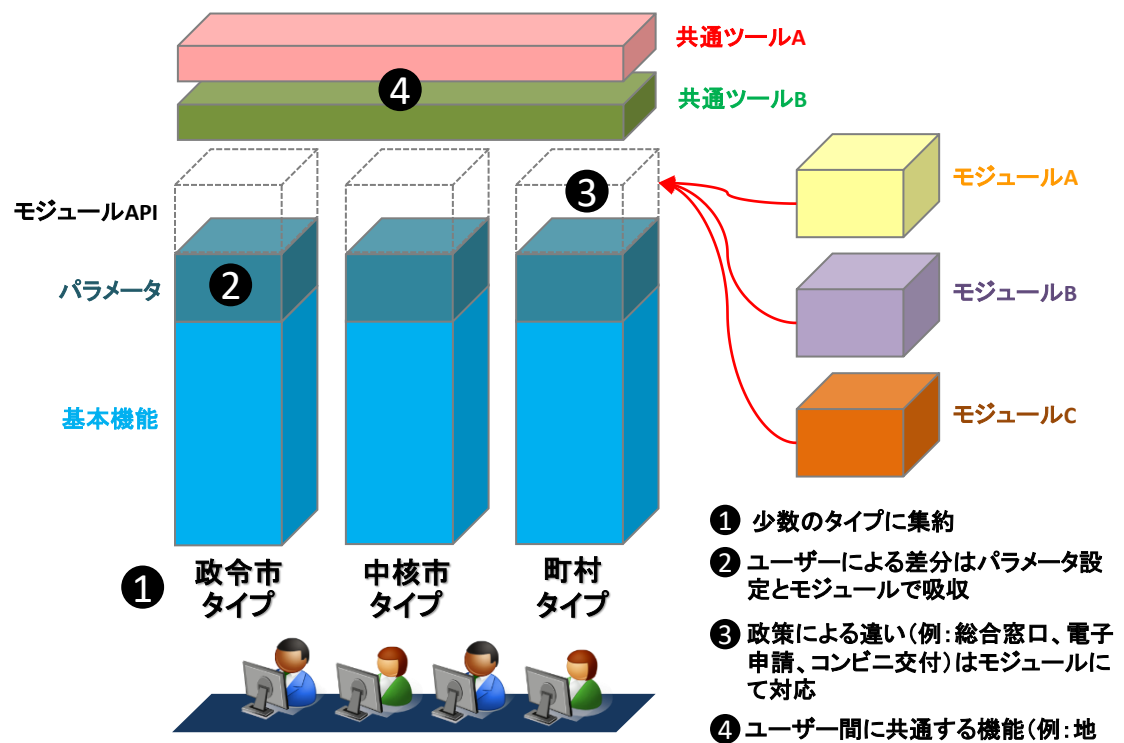 共通ツールA
❹
共通ツールB
モジュールA
❸
モジュールAPI
❷
パラメータ
モジュールB
基本機能
モジュールC
❶
政令市
タイプ
中核市
タイプ
町村
タイプ
❶ 少数のタイプに集約
❷ ユーザーによる差分はパラメータ設
定とモジュールで吸収
❸ 政策による違い(例:総合窓口、電子
申請、コンビニ交付)はモジュールに
て対応
❹ ユーザー間に共通する機能(例:地